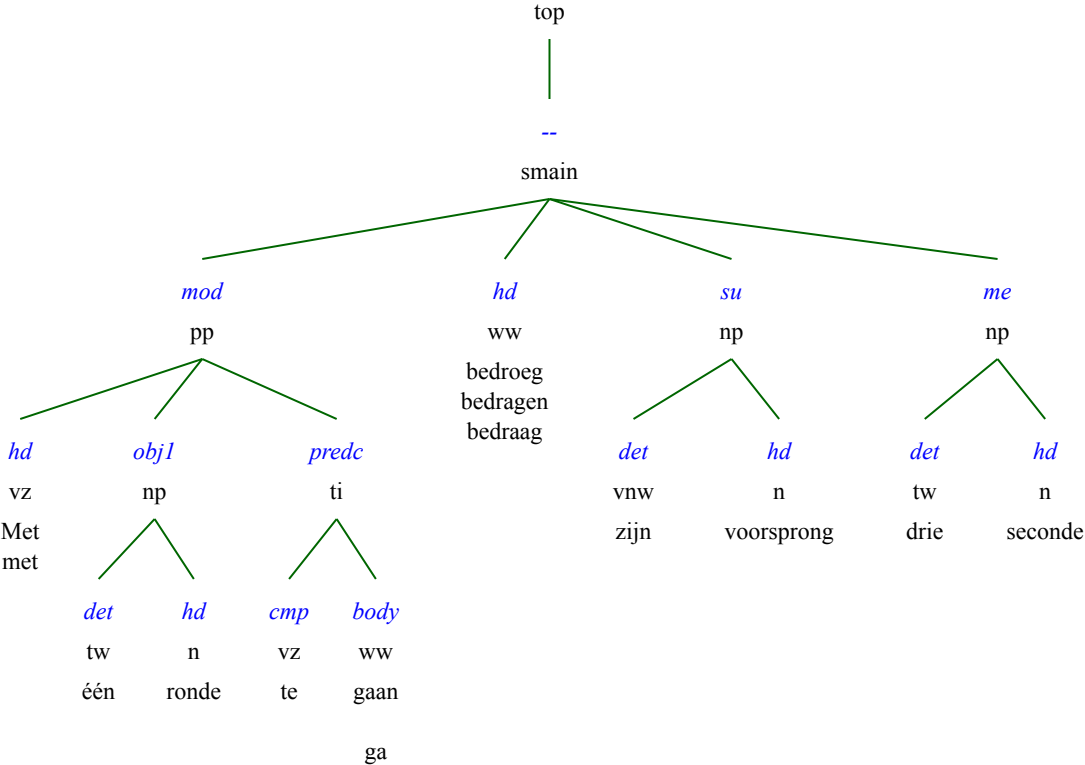 top
--
smain
mod hd su me
pp ww np np
bedroeg
bedragen
bedraag
hd obj1 predc det hd det hd
vz np ti vnw n tw n
Met zijn voorsprong drie seconde
met
det hd cmp body
tw n vz ww
één ronde te gaan
ga